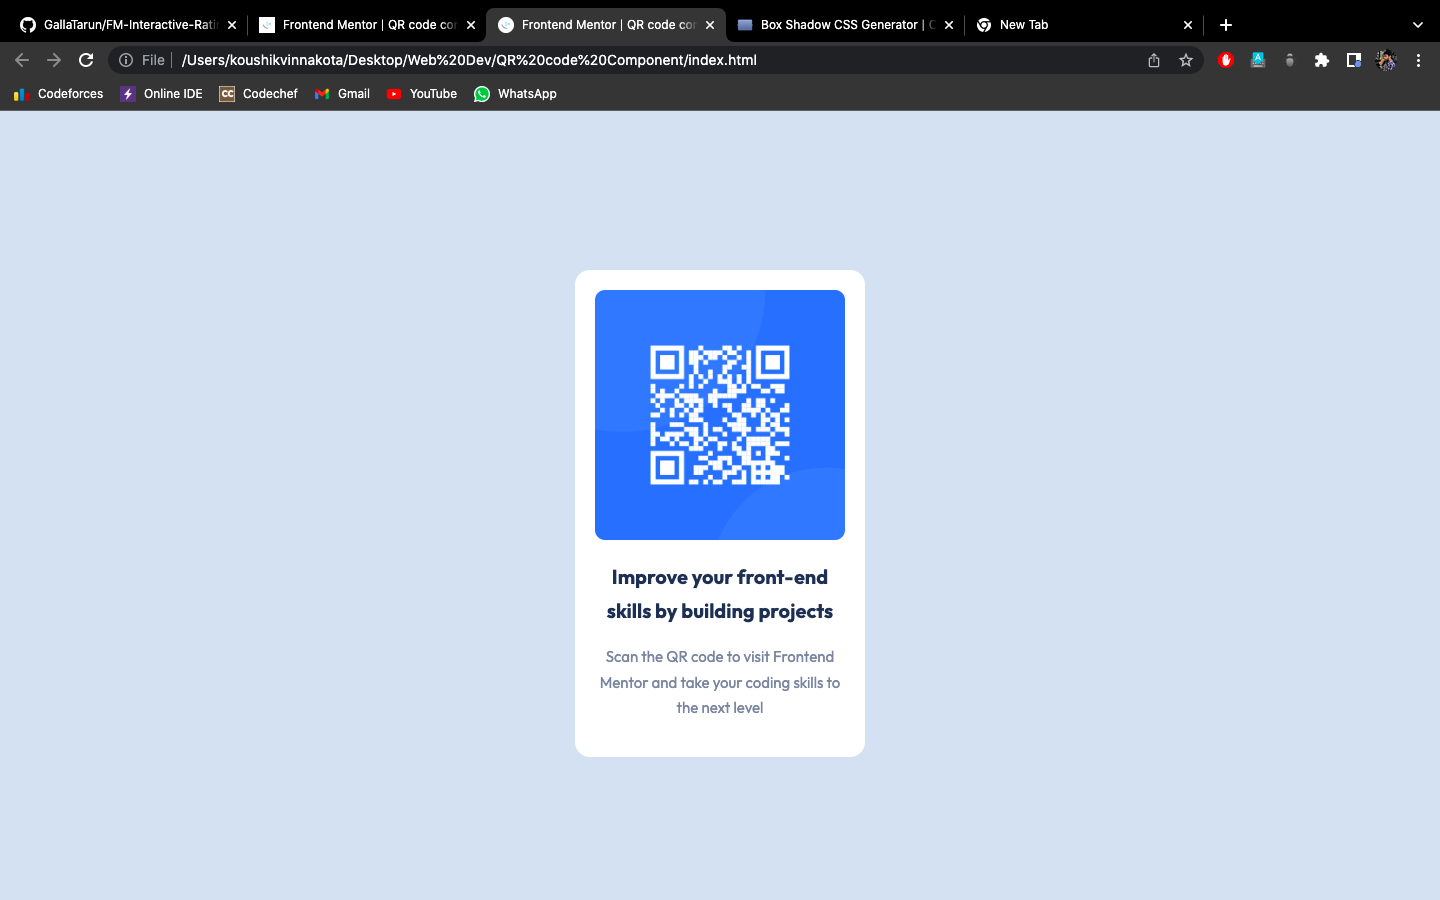 GallaTarun/FM-Interactive-Rati
Frontend Mentor | QR code cor
Frontend Mentor | QR code cor
Box Shadow CSS Generator | C
New Tab
File
/Users/koushikvinnakota/Desktop/Web%20Dev/QR%20code%20Component/index.html
Codeforces
Online IDE
CC
Codechef
Gmail
YouTube
WhatsApp
Improve your front-end
skills by building projects
Scan the QR code to visit Frontend
Mentor and take your coding skills to
the next level